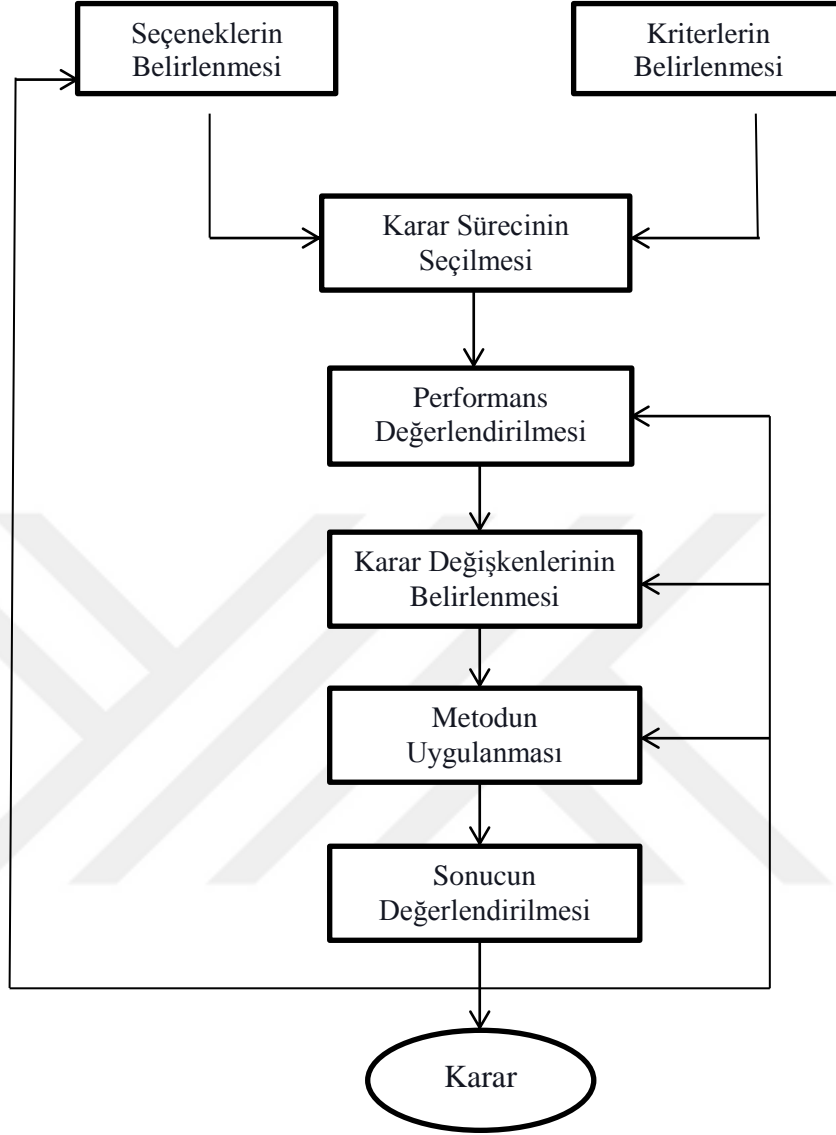 Seçeneklerin
Belirlenmesi
Kriterlerin
Belirlenmesi
Karar Sürecinin
Seçilmesi
Performans
Değerlendirilmesi
Karar Değişkenlerinin
Belirlenmesi
Metodun
Uygulanması
Sonucun
Değerlendirilmesi
Karar